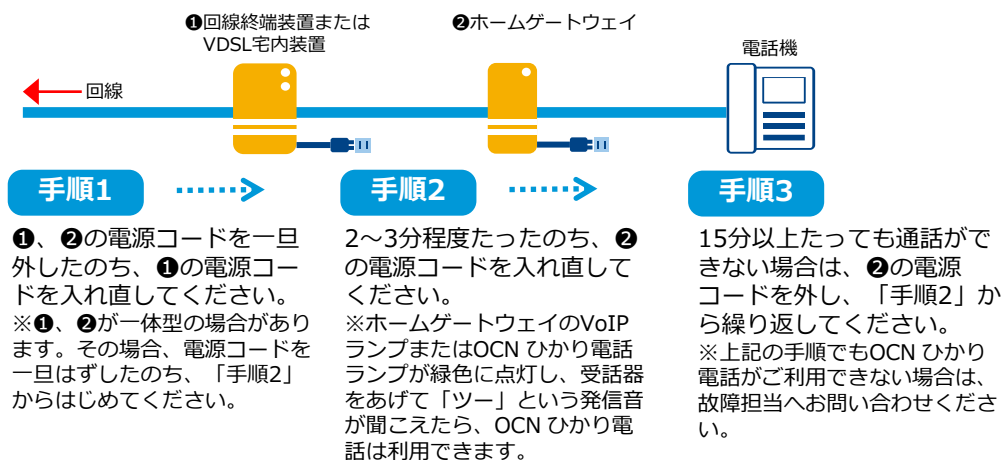 ❶回線終端装置または
VDSL宅内装置
❷ホームゲートウェイ
電話機
回線
手順1
❶、❷の電源コードを一旦
外したのち、❶の電源コー
ドを入れ直してください。
※❶、❷が一体型の場合があり
ます。その場合、電源コードを
一旦はずしたのち、「手順2」
からはじめてください。
手順2
2～3分程度たったのち、❷
の電源コードを入れ直して
ください。
※ホームゲートウェイのVoIP
ランプまたはOCN ひかり電話
ランプが緑色に点灯し、受話器
をあげて「ツー」という発信音
が聞こえたら、OCN ひかり電
話は利用できます。
手順3
15分以上たっても通話がで
きない場合は、❷の電源
コードを外し、「手順2」か
ら繰り返してください。
※上記の手順でもOCN ひかり
電話がご利用できない場合は、
故障担当へお問い合わせくださ
い。